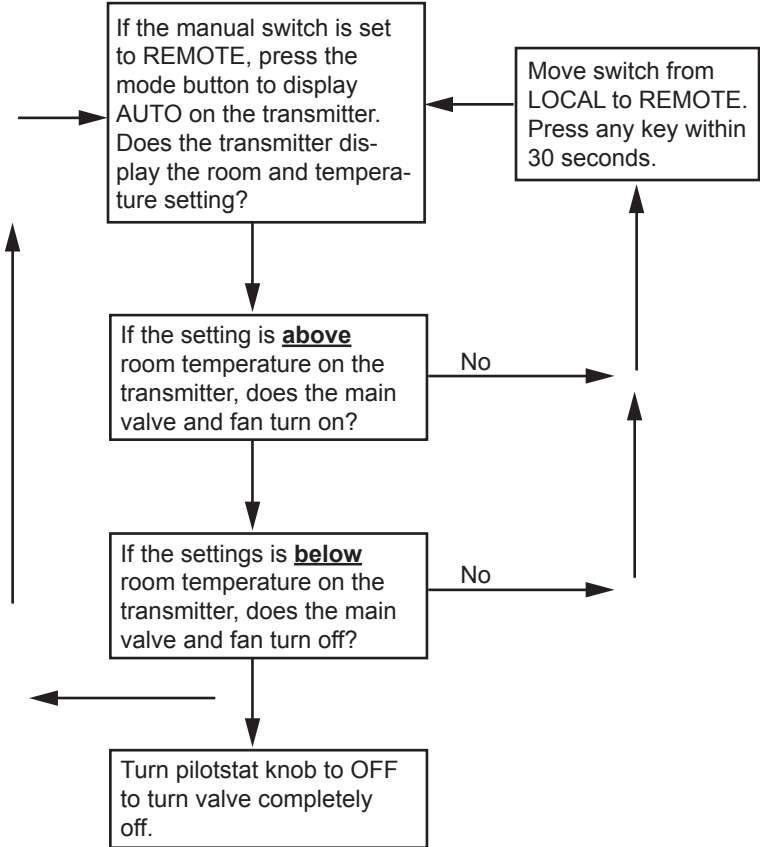 If the manual switch is set
to REMOTE, press the
mode button to display
AUTO on the transmitter.
Does the transmitter dis-
play the room and tempera-
ture setting?
Move switch from
LOCAL to REMOTE.
Press any key within
30 seconds.
If the setting is above
room temperature on the
transmitter, does the main
valve and fan turn on?
No
If the settings is below
room temperature on the
transmitter, does the main
valve and fan turn off?
No
Turn pilotstat knob to OFF
to turn valve completely
off.